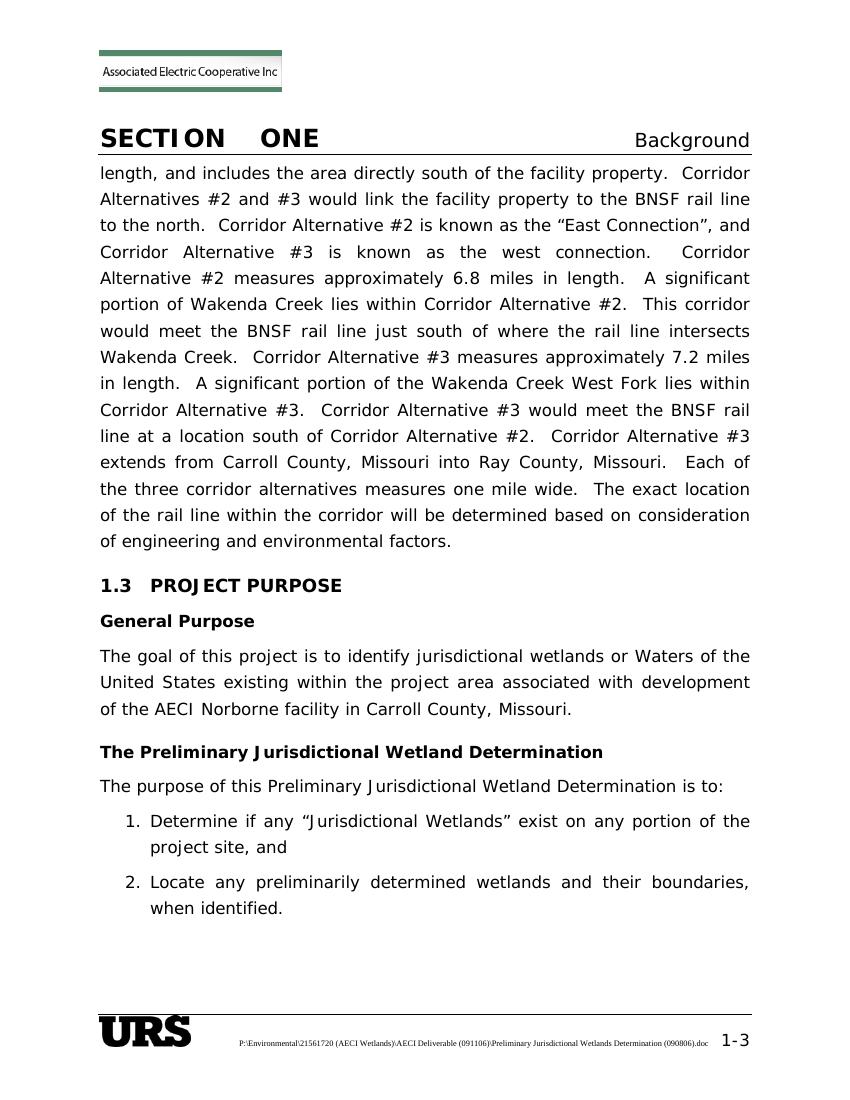 Associated Electric Cooperative Inc
SECTION ONE Background
length, and includes the area directly south of the facility property. Corridor
Alternatives #2 and #3 would link the facility property to the BNSF rail line
to the north. Corridor Alternative #2 is known as the “East Connection”, and
Corridor Alternative #3 is known as the west connection. Corridor
Alternative #2 measures approximately 6.8 miles in length. A significant
portion of Wakenda Creek lies within Corridor Alternative #2. This corridor
would meet the BNSF rail line just south of where the rail line intersects
Wakenda Creek. Corridor Alternative #3 measures approximately 7.2 miles
in length. A significant portion of the Wakenda Creek West Fork lies within
Corridor Alternative #3. Corridor Alternative #3 would meet the BNSF rail
line at a location south of Corridor Alternative #2. Corridor Alternative #3
extends from Carroll County, Missouri into Ray County, Missouri. Each of
the three corridor alternatives measures one mile wide. The exact location
of the rail line within the corridor will be determined based on consideration
of engineering and environmental factors.
1.3 PROJECT PURPOSE
General Purpose
The goal of this project is to identify jurisdictional wetlands or Waters of the
United States existing within the project area associated with development
of the AECI Norborne facility in Carroll County, Missouri.
The Preliminary Jurisdictional Wetland Determination
The purpose of this Preliminary Jurisdictional Wetland Determination is to:
1. Determine if any “Jurisdictional Wetlands” exist on any portion of the
project site, and
2. Locate any preliminarily determined wetlands and their boundaries,
when identified.
URS P:\Environmental\21561720 (AECI Wetlands)\AECI Deliverable (091106)\Preliminary Jurisdictional Wetlands Determination (090806).doc 1-3